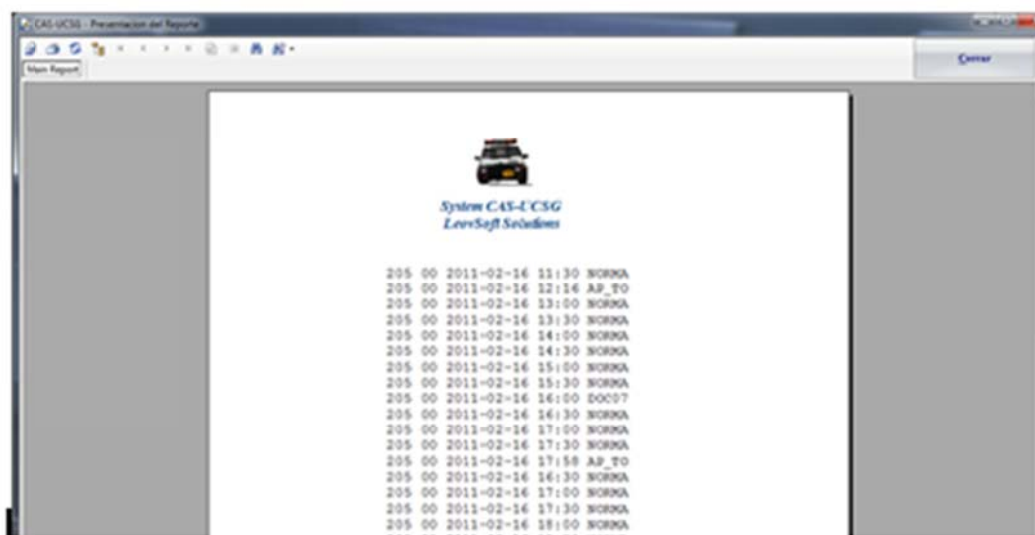 CAS-UCSG - Presentacion del Reporte
Cerrar
Main Report
System CAS-UCSG
LeovSoft Solutions
205 00 2011-02-16 11:30 NORMA
205 00 2011-02-16 12:16 AP_TO
205 00 2011-02-16 13:00 NORMA
205 00 2011-02-16 13:30 NORMA
205 00 2011-02-16 14:00 NORMA
205 00 2011-02-16 14:30 NORMA
205 00 2011-02-16 15:00 NORMA
205 00 2011-02-16 15:30 NORMA
205 00 2011-02-16 16:00 DOC07
205 00 2011-02-16 16:30 NORMA
205 00 2011-02-16 17:00 NORMA
205 00 2011-02-16 17:30 NORMA
205 00 2011-02-16 17:58 AP_TO
205 00 2011-02-16 16:30 NORMA
205 00 2011-02-16 17:00 NORMA
205 00 2011-02-16 17:30 NORMA
205 00 2011-02-16 18:00 NORMA